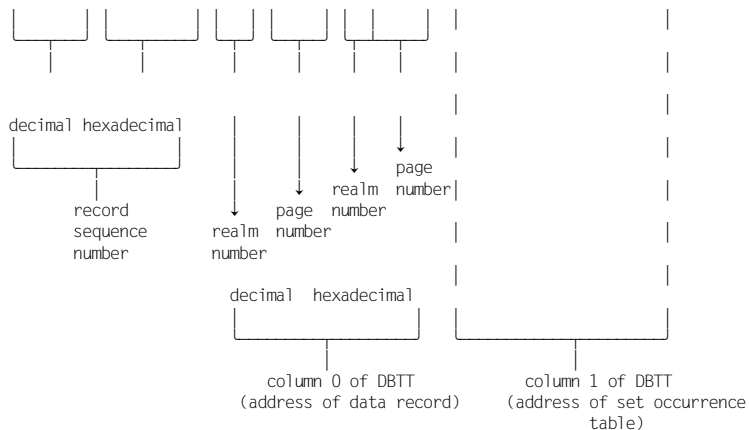 decimal hexadecimal
page
realm number
record page number
sequence realm number
number number
decimal hexadecimal
column 0 of DBTT column 1 of DBTT
(address of data record) (address of set occurrence
table)